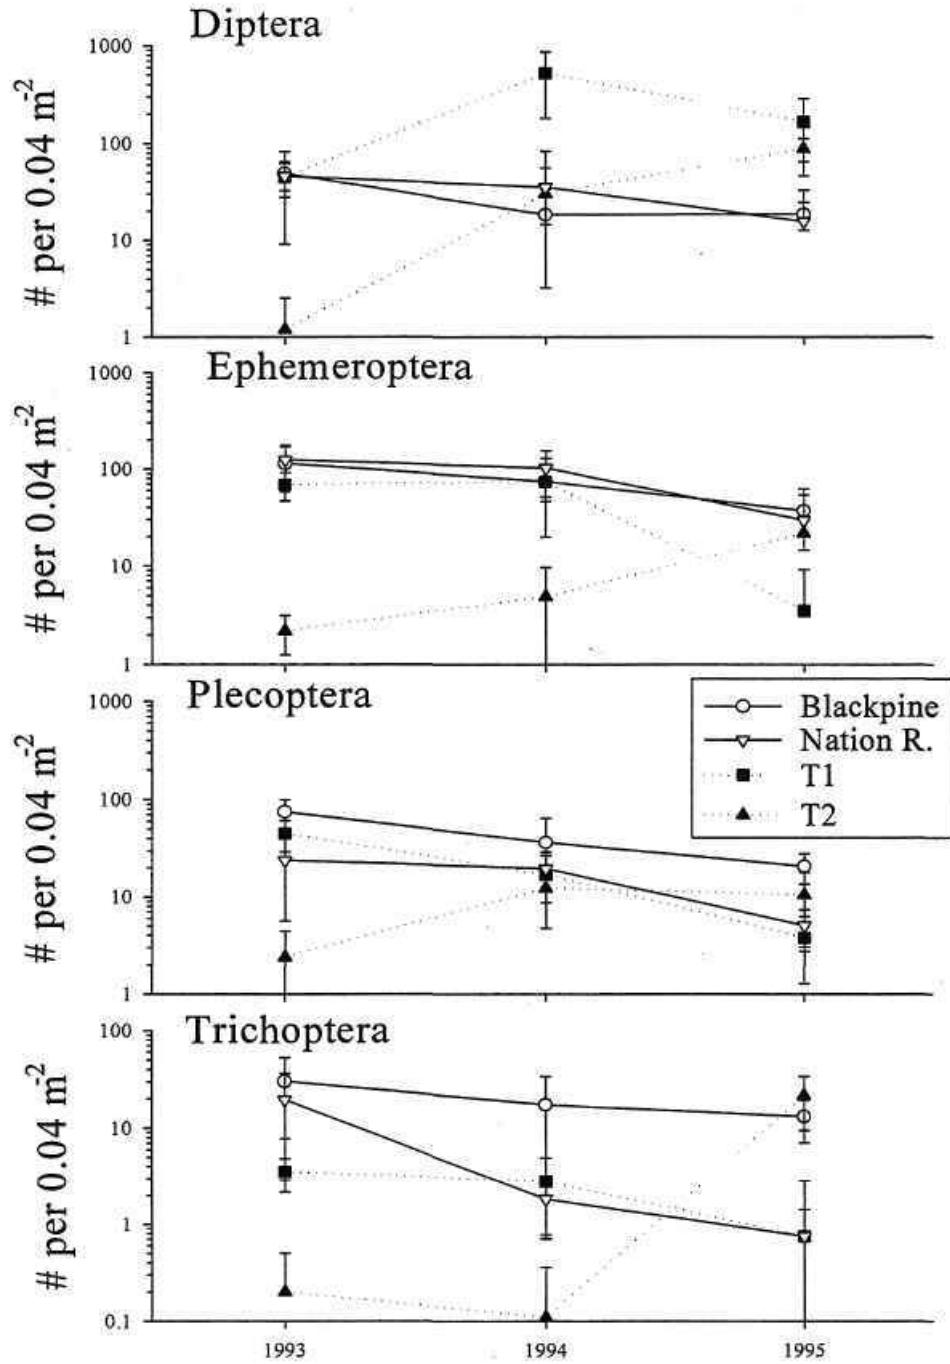 Diptera
# per 0.04 m-2
1000
100
10
1
Ephemeroptera
# per 0.04 m-2
1000
100
10
1
Plecoptera
# per 0.04 m-2
1000
100
10
1
Blackpine
Nation R.
T1
T2
Trichoptera
# per 0.04 m-2
100
10
1
0.1
1993 1994 1995